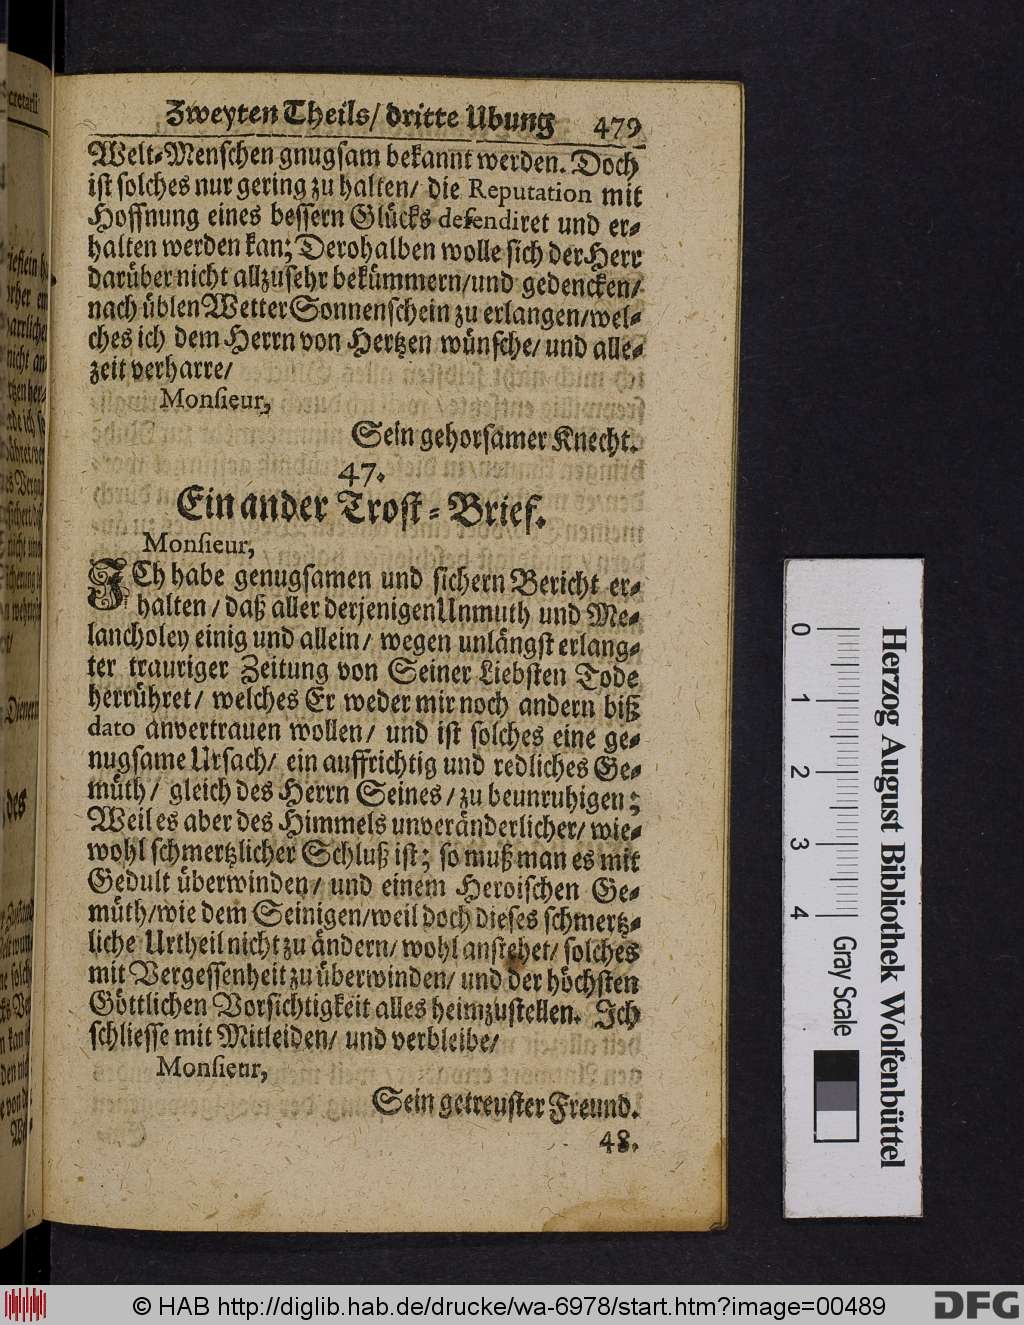 Zweyten Theils/ dritte Ubung 479
Welt-Menschen gnugsam bekannt werden. Doch
ist solches nur gering zu halten/ die Reputation mit
Hoffnung eines bessern Glücks defendiret und er-
halten werden kan; Derohalben wolle sich der Herr
darüber nicht allzusehr bekümmern/und gedencken/
nach üblen Wetter Sonnenschein zu erlangen/wel-
ches ich dem Herrn von Hertzen wünsche/ und alle-
zeit verharre/
Monsieur,
Sein gehorsamer Knecht.
47.
Ein ander Trost-Brief.
Monsieur,
JCh habe genugsamen und sichern Bericht er-
halten/ daß aller derjenigen Unmuth und Me-
lancholey einig und allein/ wegen unlängst erlang-
ter trauriger Zeitung von Seiner Liebsten Tode
herrühret/ welches Er weder mir noch andern biß
dato anvertrauen wollen/ und ist solches eine ge-
nugsame Ursach/ ein auffrichtig und redliches Ge-
müth/ gleich des Herrn Seines/ zu beunruhigen;
Weil es aber des Himmels unveränderlicher/ wie-
wohl schmertzlicher Schluß ist; so muß man es mit
Gedult überwinden/ und einem Heroischen Ge-
müth/wie dem Seinigen/weil doch dieses schmertz-
liche Urtheil nicht zu ändern/ wohl anstehet/ solches
mit Vergessenheit zu überwinden/ und der höchsten
Göttlichen Vorsichtigkeit alles heimzustellen. Jch
schliesse mit Mitleiden/ und verbleibe/
Monsieur,
Sein getreuster Freund.
48.
0 1 2 3 4 Gray Scale
Herzog August Bibliothek Wolfenbüttel
© HAB http://diglib.hab.de/drucke/wa-6978/start.htm?image=00489
DFG